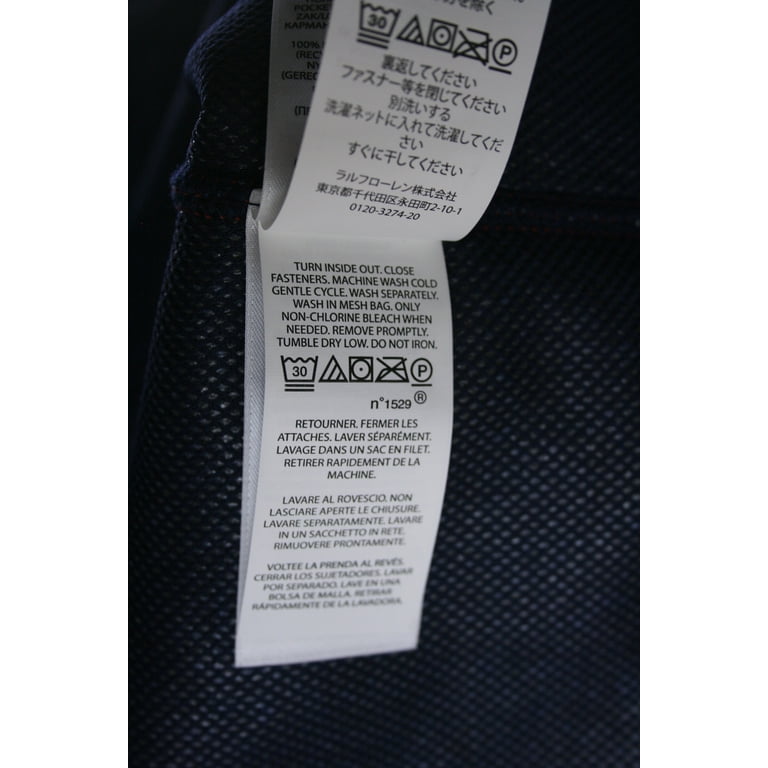 を除く
30 P
裏返してください
ファスナー等を閉じてください
別洗いする
洗濯ネットに入れて洗濯してくだ
さい
すぐに干してください
ラルフローレン株式会社
東京都千代田区永田町2-10-1
0120-3274-20
POCKE
ZAK/
КАРМАН
100%
(REC
NY
(GEREC
(П
TURN INSIDE OUT. CLOSE
FASTENERS. MACHINE WASH COLD
GENTLE CYCLE. WASH SEPARATELY.
WASH IN MESH BAG. ONLY
NON-CHLORINE BLEACH WHEN
NEEDED. REMOVE PROMPTLY.
TUMBLE DRY LOW. DO NOT IRON.
30 P
n°1529 ®
RETOURNER. FERMER LES
ATTACHES. LAVER SÉPARÉMENT.
LAVAGE DANS UN SAC EN FILET.
RETIRER RAPIDEMENT DE LA
MACHINE.
LAVARE AL ROVESCIO. NON
LASCIARE APERTE LE CHIUSURE.
LAVARE SEPARATAMENTE. LAVARE
IN UN SACCHETTO IN RETE.
RIMUOVERE PRONTAMENTE.
VOLTEE LA PRENDA AL REVÉS.
CERRAR LOS SUJETADORES. LAVAR
POR SEPARADO. LAVE EN UNA
BOLSA DE MALLA. RETIRAR
RÁPIDAMENTE DE LA LAVADORA.